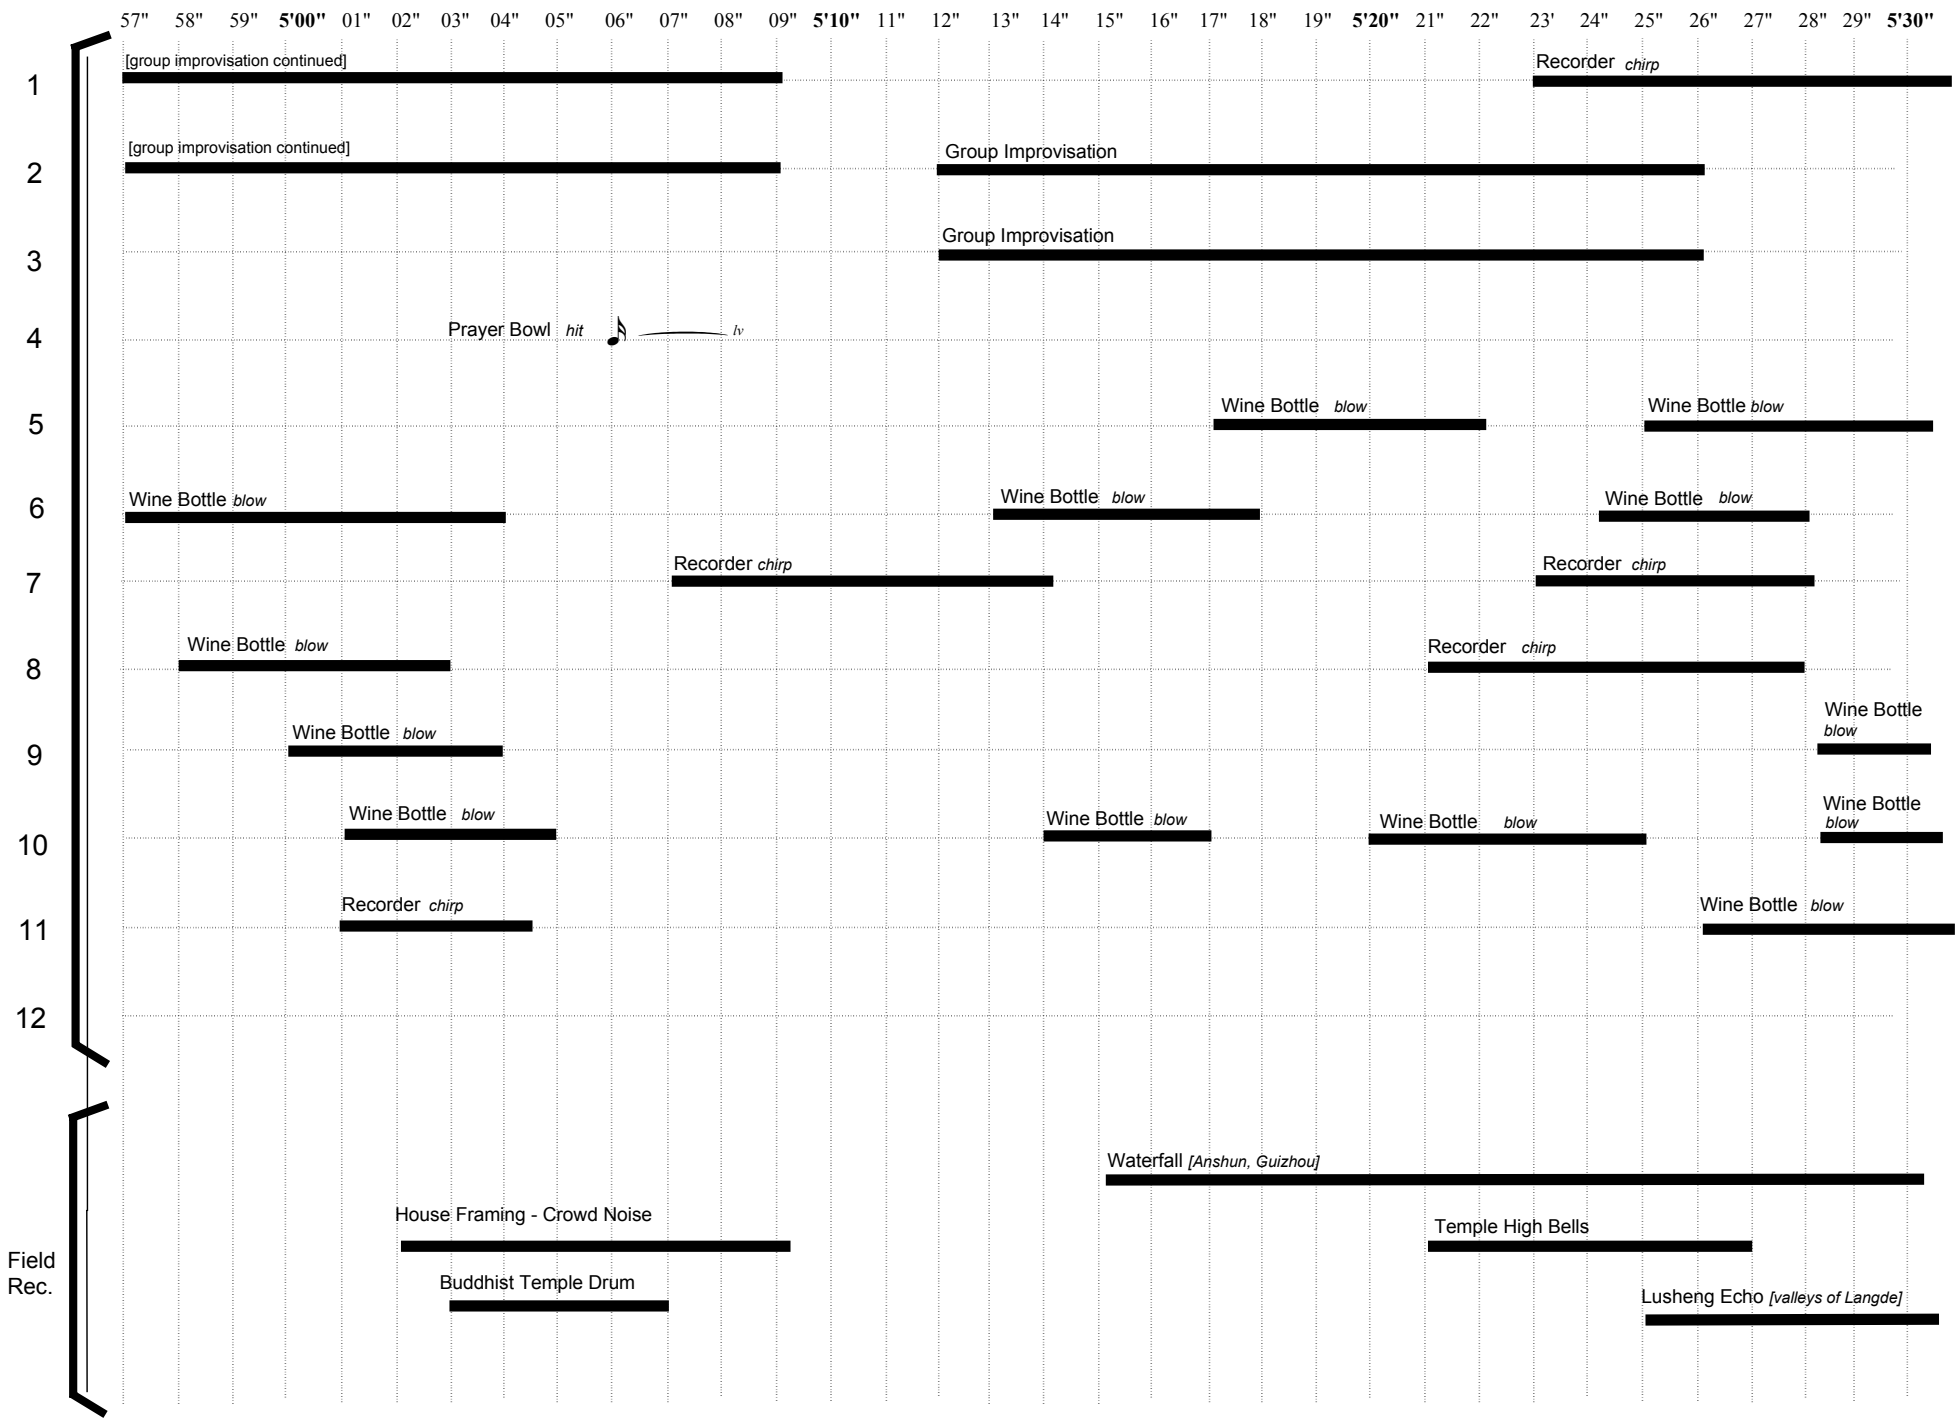 57" 58" 59" 5'00" 01" 02" 03" 04" 05" 06" 07" 08" 09" 5'10" 11" 12" 13" 14" 15" 16" 17" 18" 19" 5'20" 21" 22" 23' 24" 25" 26" 27" 28" 29" 5'30"
[group improvisation continued]
Recorder chirp
1
[group improvisation continued]
Group Improvisation
2
Group Improvisation
3
Prayer Bowl hit lv
4
Wine Bottle blow Wine Bottle blow
5
Wine Bottle blow Wine Bottle blow Wine Bottle blow
6
Recorder chirp Recorder chirp
7
Wine Bottle blow Recorder chirp
8
Wine Bottle blow Wine Bottle
blow
9
Wine Bottle blow Wine Bottle blow Wine Bottle blow Wine Bottle
blow
10
Recorder chirp Wine Bottle blow
11
12
Waterfall [Anshun, Guizhou]
House Framing - Crowd Noise
Temple High Bells
Field
Rec.
Buddhist Temple Drum
Lusheng Echo [valleys of Langde]